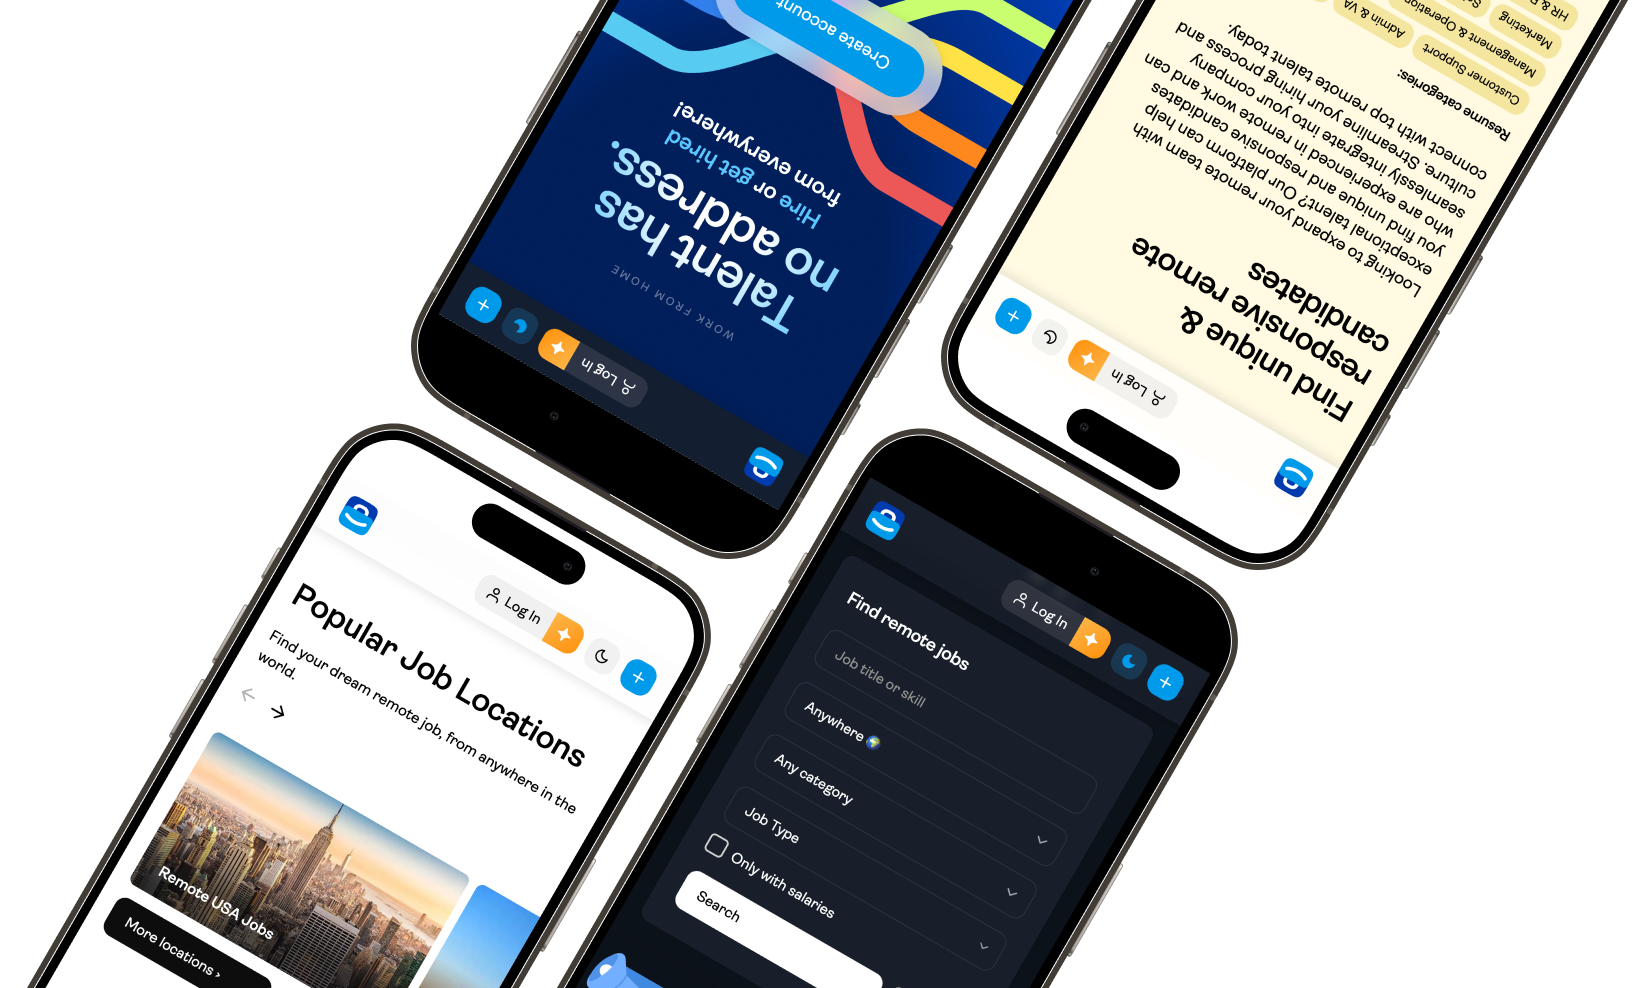 WORK FROM HOME
Talent has
no address.
Hire or get hired
from everywhere!
Create account
Log In
Find unique &
responsive remote
candidates
Looking to expand your remote team with
exceptional talent? Our platform can help
you find unique and responsive candidates
who are experienced in remote work and can
seamlessly integrate into your company
culture. Streamline your hiring process and
connect with top remote talent today.
Resume categories:
Customer Support
Admin & VA
Management & Operation
Marketing
HR &
Log In
Log In
Popular Job Locations
Find your dream remote job, from anywhere in the
world.
Remote USA Jobs
More locations ›
Log In
Find remote jobs
Job title or skill
Anywhere 🌍
Any category
Job Type
Only with salaries
Search